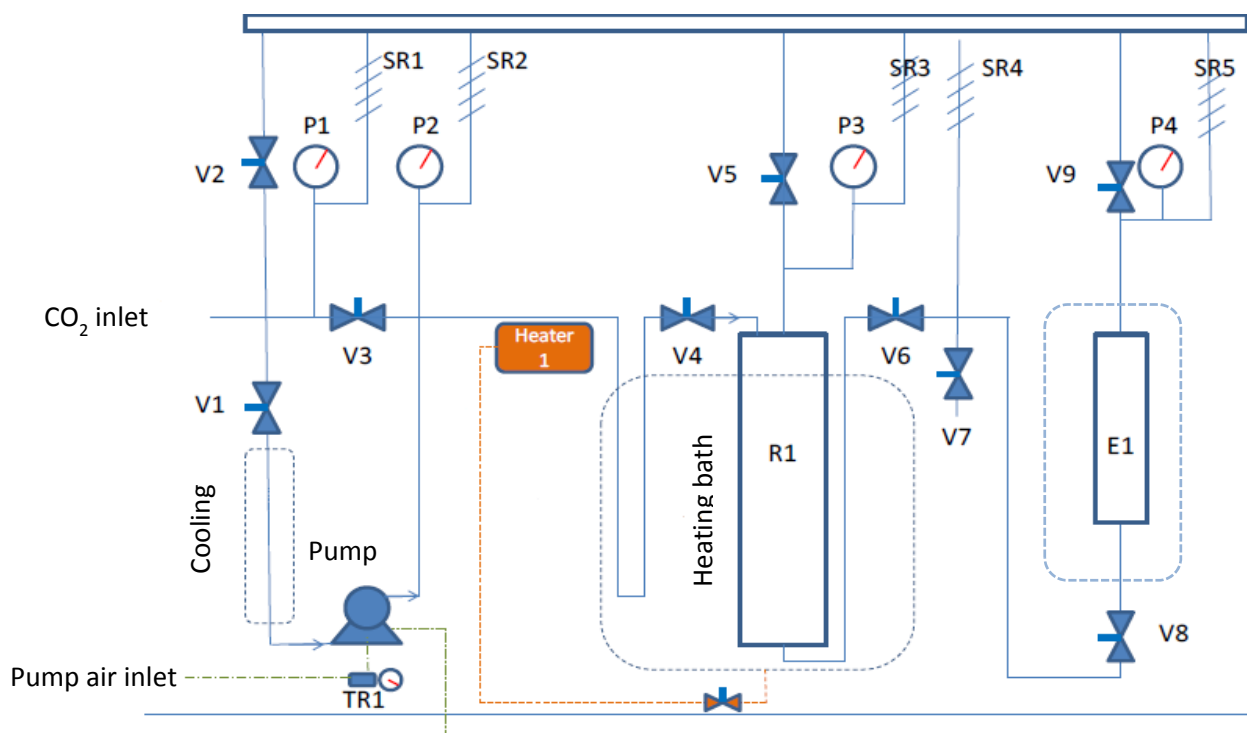 SR1
SR2
SR3
SR4
SR5
P1
P2
P3
P4
V2
V5
V9
CO₂ inlet
V3
Heater
1
V4
V6
V1
V7
R1
E1
Heating bath
Cooling
Pump
V8
Pump air inlet
TR1